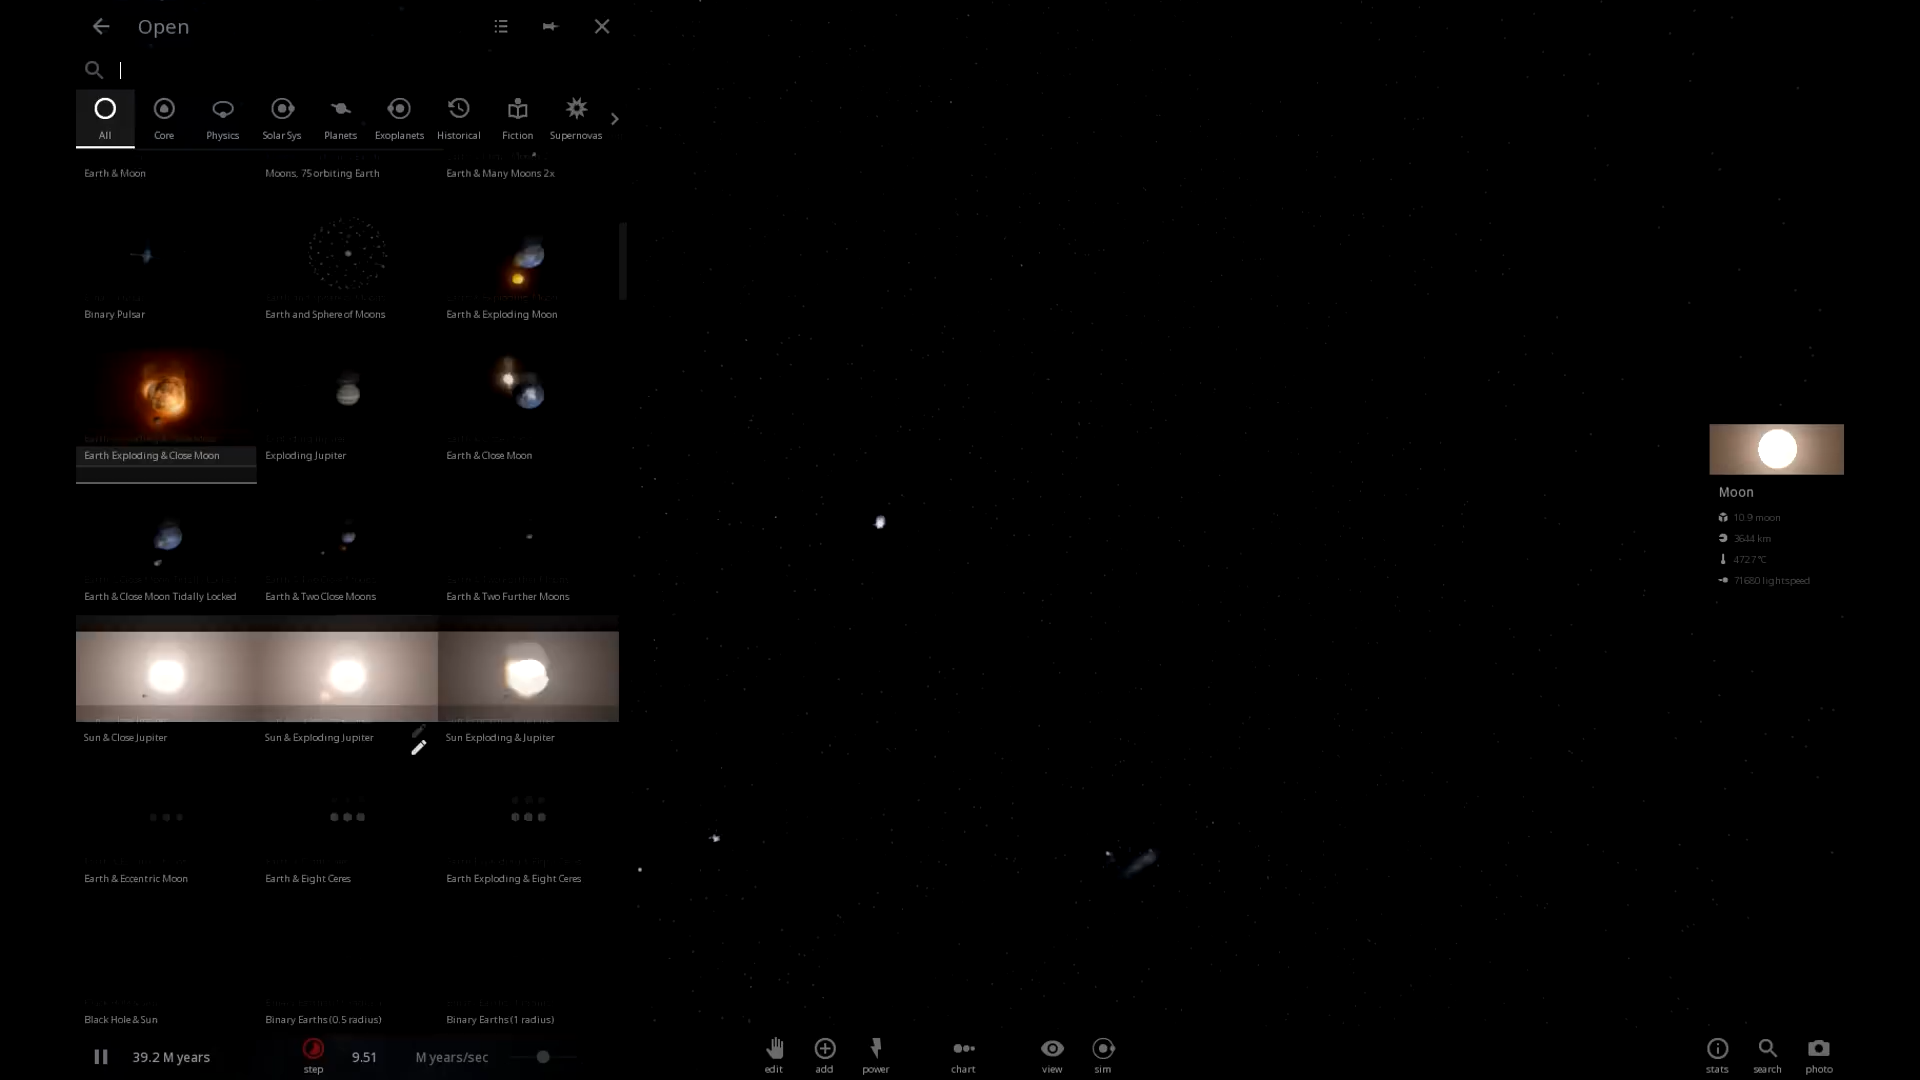 Open
All
Core
Physics
Solar Sys
Planets
Exoplanets
Historical
Fiction
Supernovas
Earth & Moon
Moons, 75 orbiting Earth
Earth & Many Moons 2x
Binary Pulsar
Earth and Sphere of Moons
Earth & Exploding Moon
Earth Exploding & Close Moon
Exploding Jupiter
Earth & Close Moon
Earth & Close Moon Tidally Locked
Earth & Two Close Moons
Earth & Two Further Moons
Sun & Close Jupiter
Sun & Exploding Jupiter
Sun Exploding & Jupiter
Earth & Eccentric Moon
Earth & Eight Ceres
Earth Exploding & Eight Ceres
Black Hole & Sun
Binary Earths (0.5 radius)
Binary Earths (1 radius)
Moon
10.9 moon
3644 km
4727 °C
71680 lightspeed
39.2 M years
step
9.51
M years/sec
edit
add
power
chart
view
sim
stats
search
photo